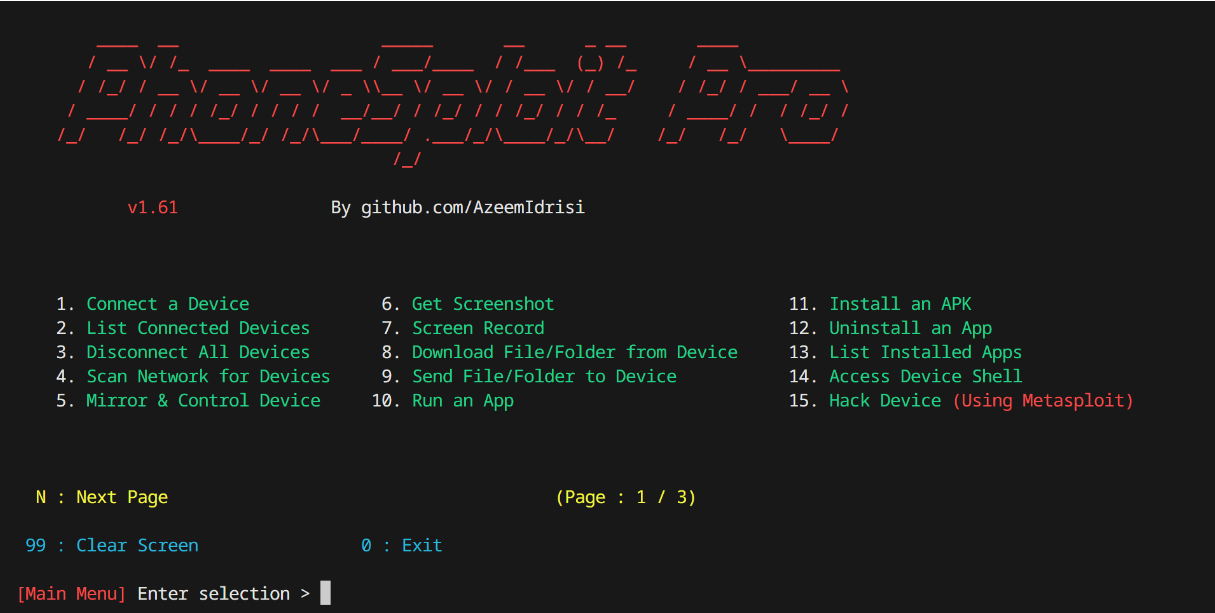 PhoneSploit Pro
v1.61 By github.com/AzeemIdrisi
1. Connect a Device 6. Get Screenshot 11. Install an APK
2. List Connected Devices 7. Screen Record 12. Uninstall an App
3. Disconnect All Devices 8. Download File/Folder from Device 13. List Installed Apps
4. Scan Network for Devices 9. Send File/Folder to Device 14. Access Device Shell
5. Mirror & Control Device 10. Run an App 15. Hack Device (Using Metasploit)
N : Next Page (Page : 1 / 3)
99 : Clear Screen 0 : Exit
[Main Menu] Enter selection >